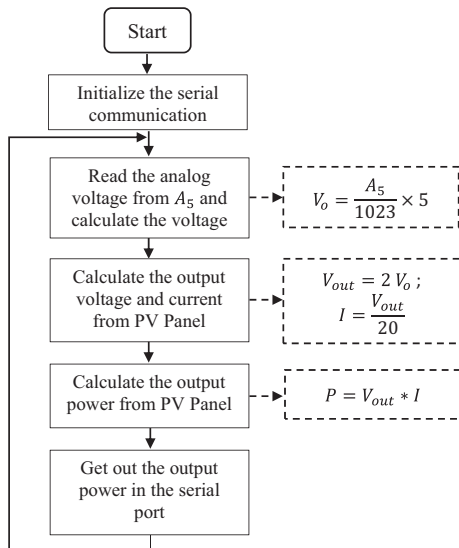 Start
Initialize the serial
communication
Read the analog
voltage from A₅ and
calculate the voltage
V₀ = A₅/1023 × 5
Calculate the output
voltage and current
from PV Panel
Vₒᵤₜ = 2 Vₒ ;
I = Vₒᵤₜ/20
Calculate the output
power from PV Panel
P = Vₒᵤₜ * I
Get out the output
power in the serial
port